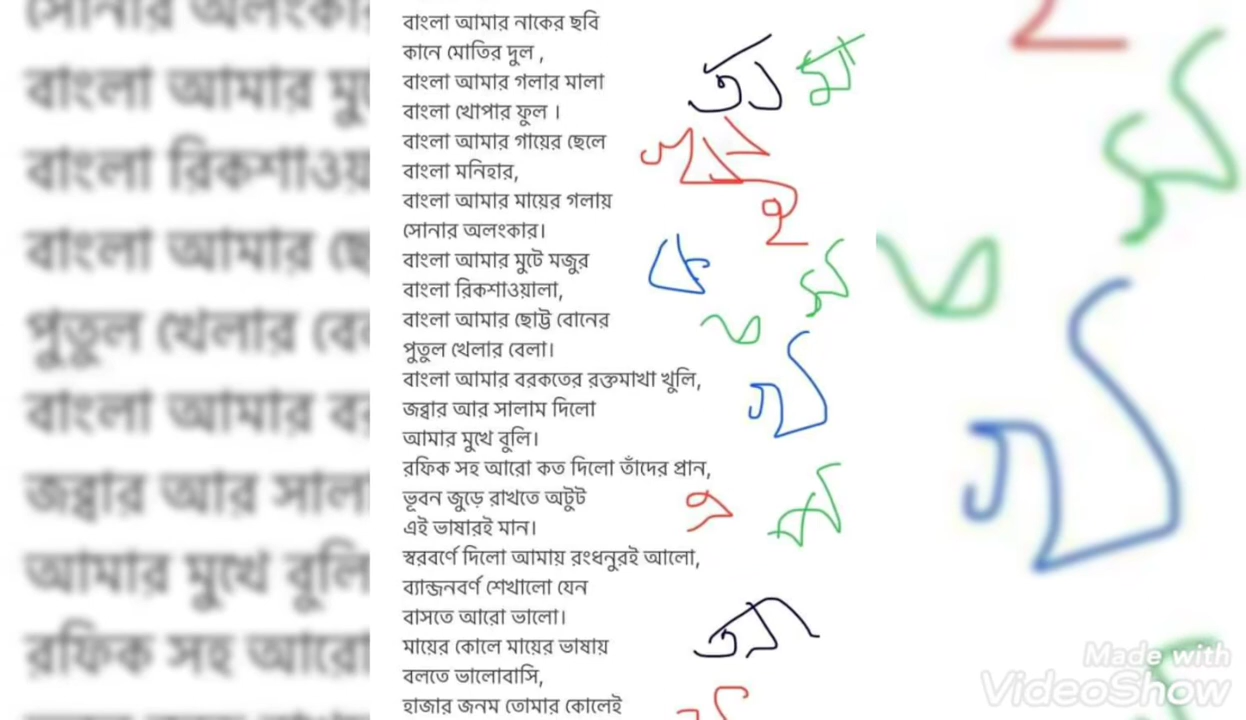 বাংলা আমার নাকের ছবি
কানে মোতির দুল ,
বাংলা আমার গলার মালা
বাংলা খোপার ফুল ।
বাংলা আমার গায়ের ছেলে
বাংলা মনিহার,
বাংলা আমার মায়ের গলায়
সোনার অলংকার।
বাংলা আমার মুটে মজুর
বাংলা রিকশাওয়ালা,
বাংলা আমার ছোট্ট বোনের
পুতুল খেলার বেলা।
বাংলা আমার বরকতের রক্তমাখা খুলি,
জব্বার আর সালাম দিলো
আমার মুখে বুলি।
রফিক সহ আরো কত দিলো তাঁদের প্রান,
ভূবন জুড়ে রাখতে অটুট
এই ভাষারই মান।
স্বরবর্ণে দিলো আমায় রংধনুরই আলো,
ব্যান্জনবর্ণ শেখালো যেন
বাসতে আরো ভালো।
মায়ের কোলে মায়ের ভাষায়
বলতে ভালোবাসি,
হাজার জনম তোমার কোলেই
Made with
VideoShow